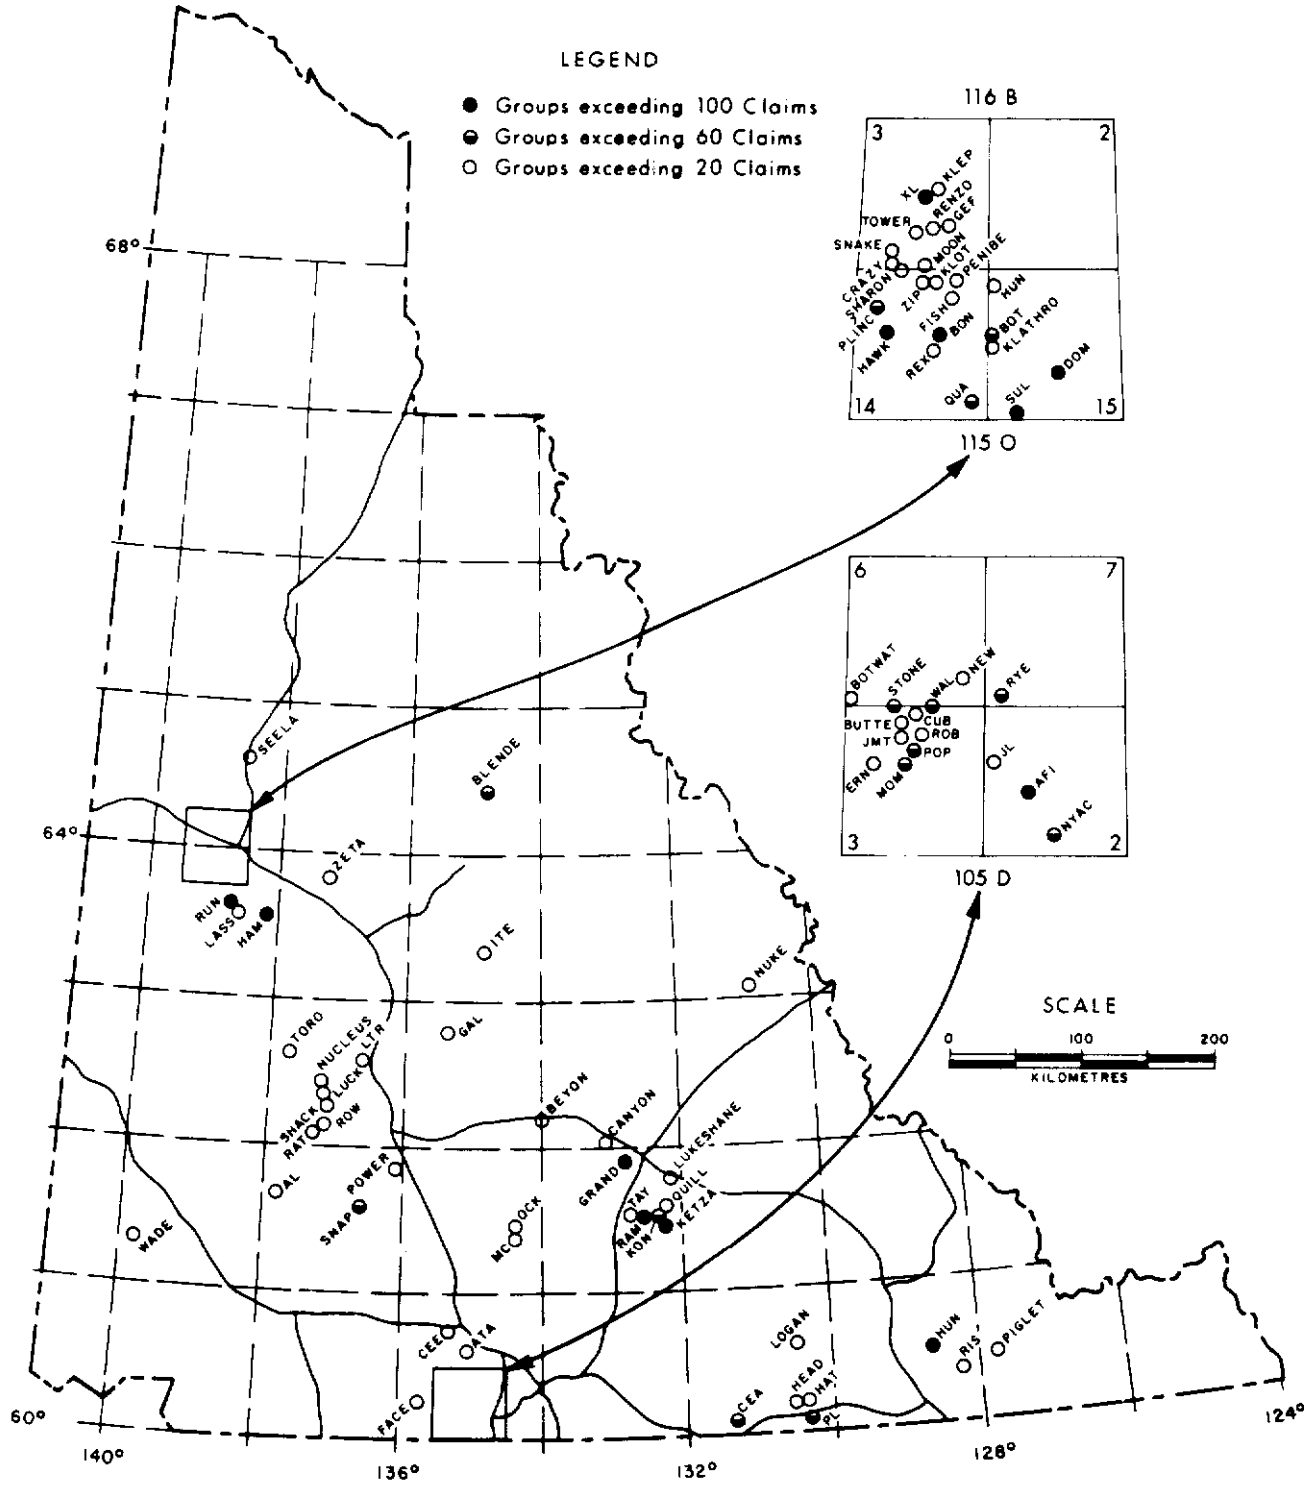 LEGEND
Groups exceeding 100 Claims
Groups exceeding 60 Claims
Groups exceeding 20 Claims
116 B
3
2
XL
KLEP
RENZO
GEF
TOWER
SNAKE
MOON
KLOT
PENIBE
CRAZY
SHARON
ZIP
HUN
PLINC
FISH
BON
BOT
KLATHRO
HAWK
REX
DOM
QUA
SUL
14
15
115 O
6
7
BOTWAT
STONE
WAL
NEW
RYE
BUTTE
CUB
JMT
ROB
POP
ERN
MOM
JL
AFI
NYAC
3
2
105 D
SCALE
0
100
200
KILOMETRES
68°
SEELA
BLENDE
64°
ZETA
RUN
LASS
HAM
ITE
NUKE
TORO
NUCLEUS
LTR
GAL
LUCK
SHACK
ROW
RAT
BEYON
CANYON
LUKESHANE
AL
POWER
GRAND
QUILL
TAY
KETZA
SNAP
RAM
KON
WADE
OCK
MC
CEE
ATA
LOGAN
HUN
RIS
PIGLET
FACE
HEAD
HAT
CEA
PL
60°
140°
136°
132°
128°
124°